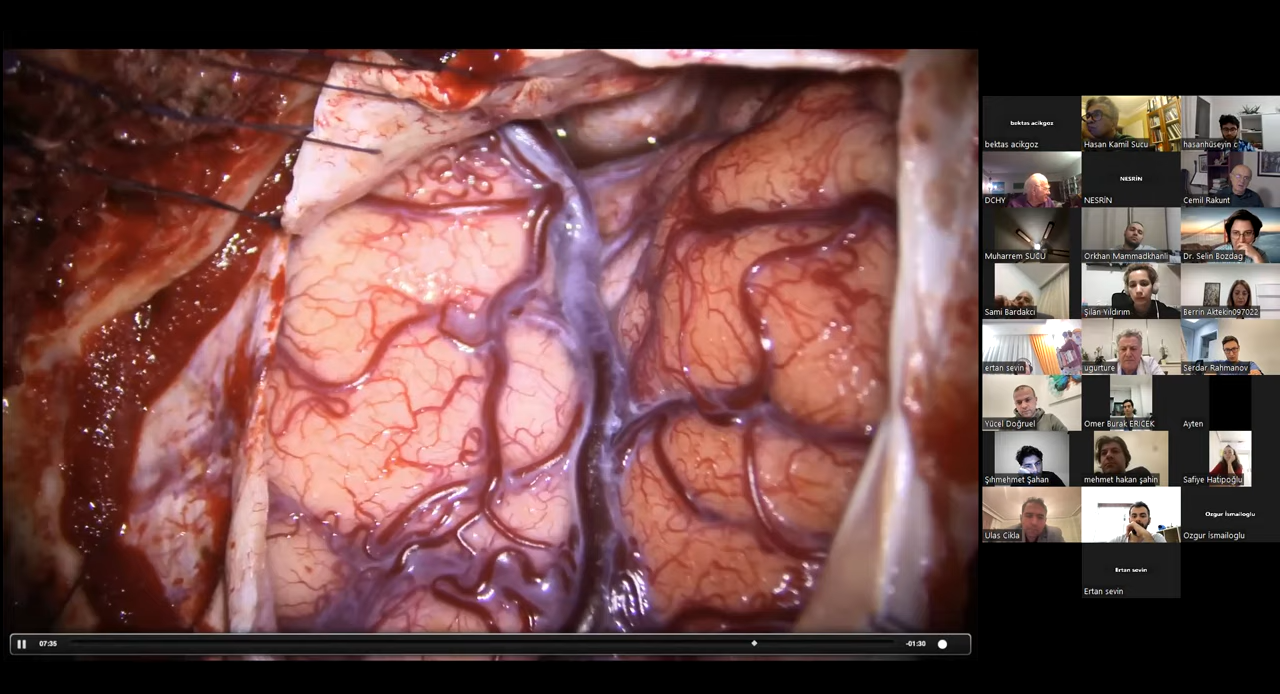 bektas acikgoz
bektas acikgoz
Hasan Kamil Sucu
hasanhüseyin c
DCHY
NESRİN
NESRİN
Cemil Rakunt
Muharrem SUCU
Orkhan Mammadkhanli
Dr. Selin Bozdag
Sami Bardakci
Şilan Yıldırım
Berrin Aktekin097022
ertan sevin
ugurture
Serdar Rahmanov
Yücel Doğruel
Omer Burak ERICEK
Ayten
Şıhmehmet Şahan
mehmet hakan şahin
Safiye Hatipoğlu
Ulas Cikla
Ozgur Ismailoglu
Ozgur Ismailoglu
Ertan sevin
Ertan sevin
07:35
-01:30